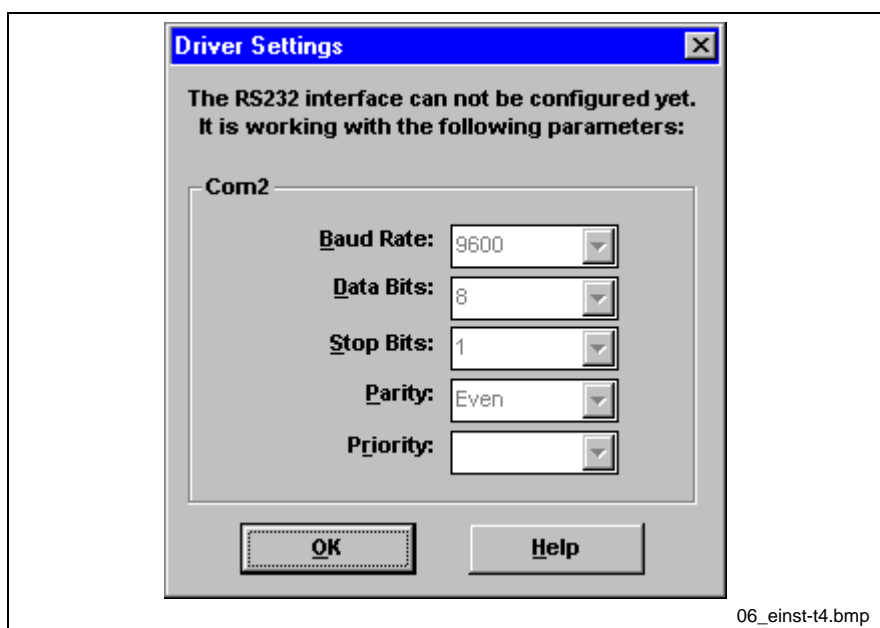 Driver Settings
The RS232 interface can not be configured yet.
It is working with the following parameters:
Com2
Baud Rate: 9600
Data Bits: 8
Stop Bits: 1
Parity: Even
Priority:
OK Help
06_einst-t4.bmp